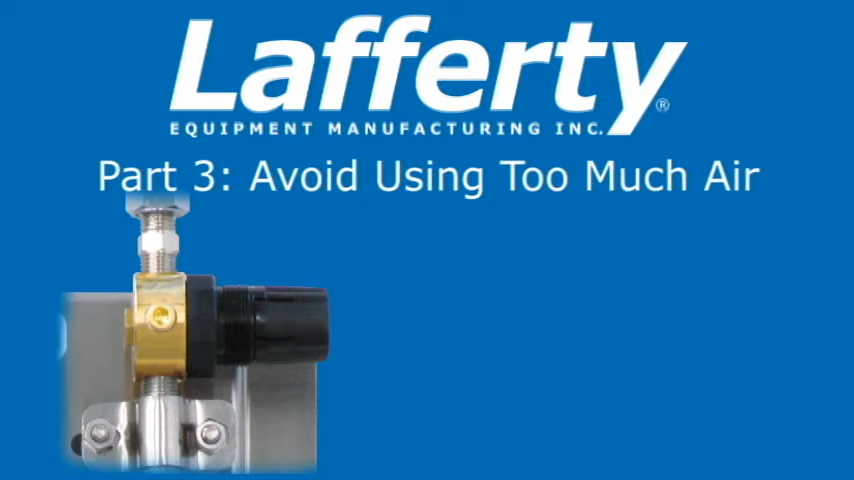 Lafferty®
EQUIPMENT MANUFACTURING INC.
Part 3: Avoid Using Too Much Air